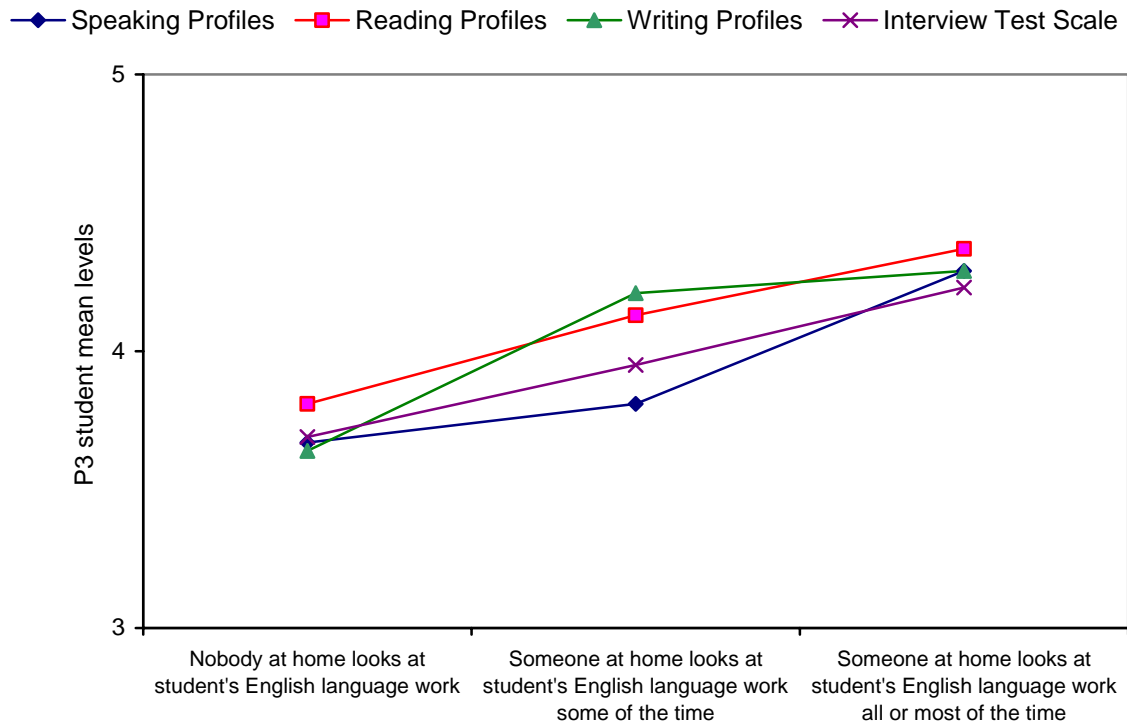 Speaking Profiles Reading Profiles Writing Profiles Interview Test Scale
5
4
3
P3 student mean levels
Nobody at home looks at
student's English language work
Someone at home looks at
student's English language work
some of the time
Someone at home looks at
student's English language work
all or most of the time